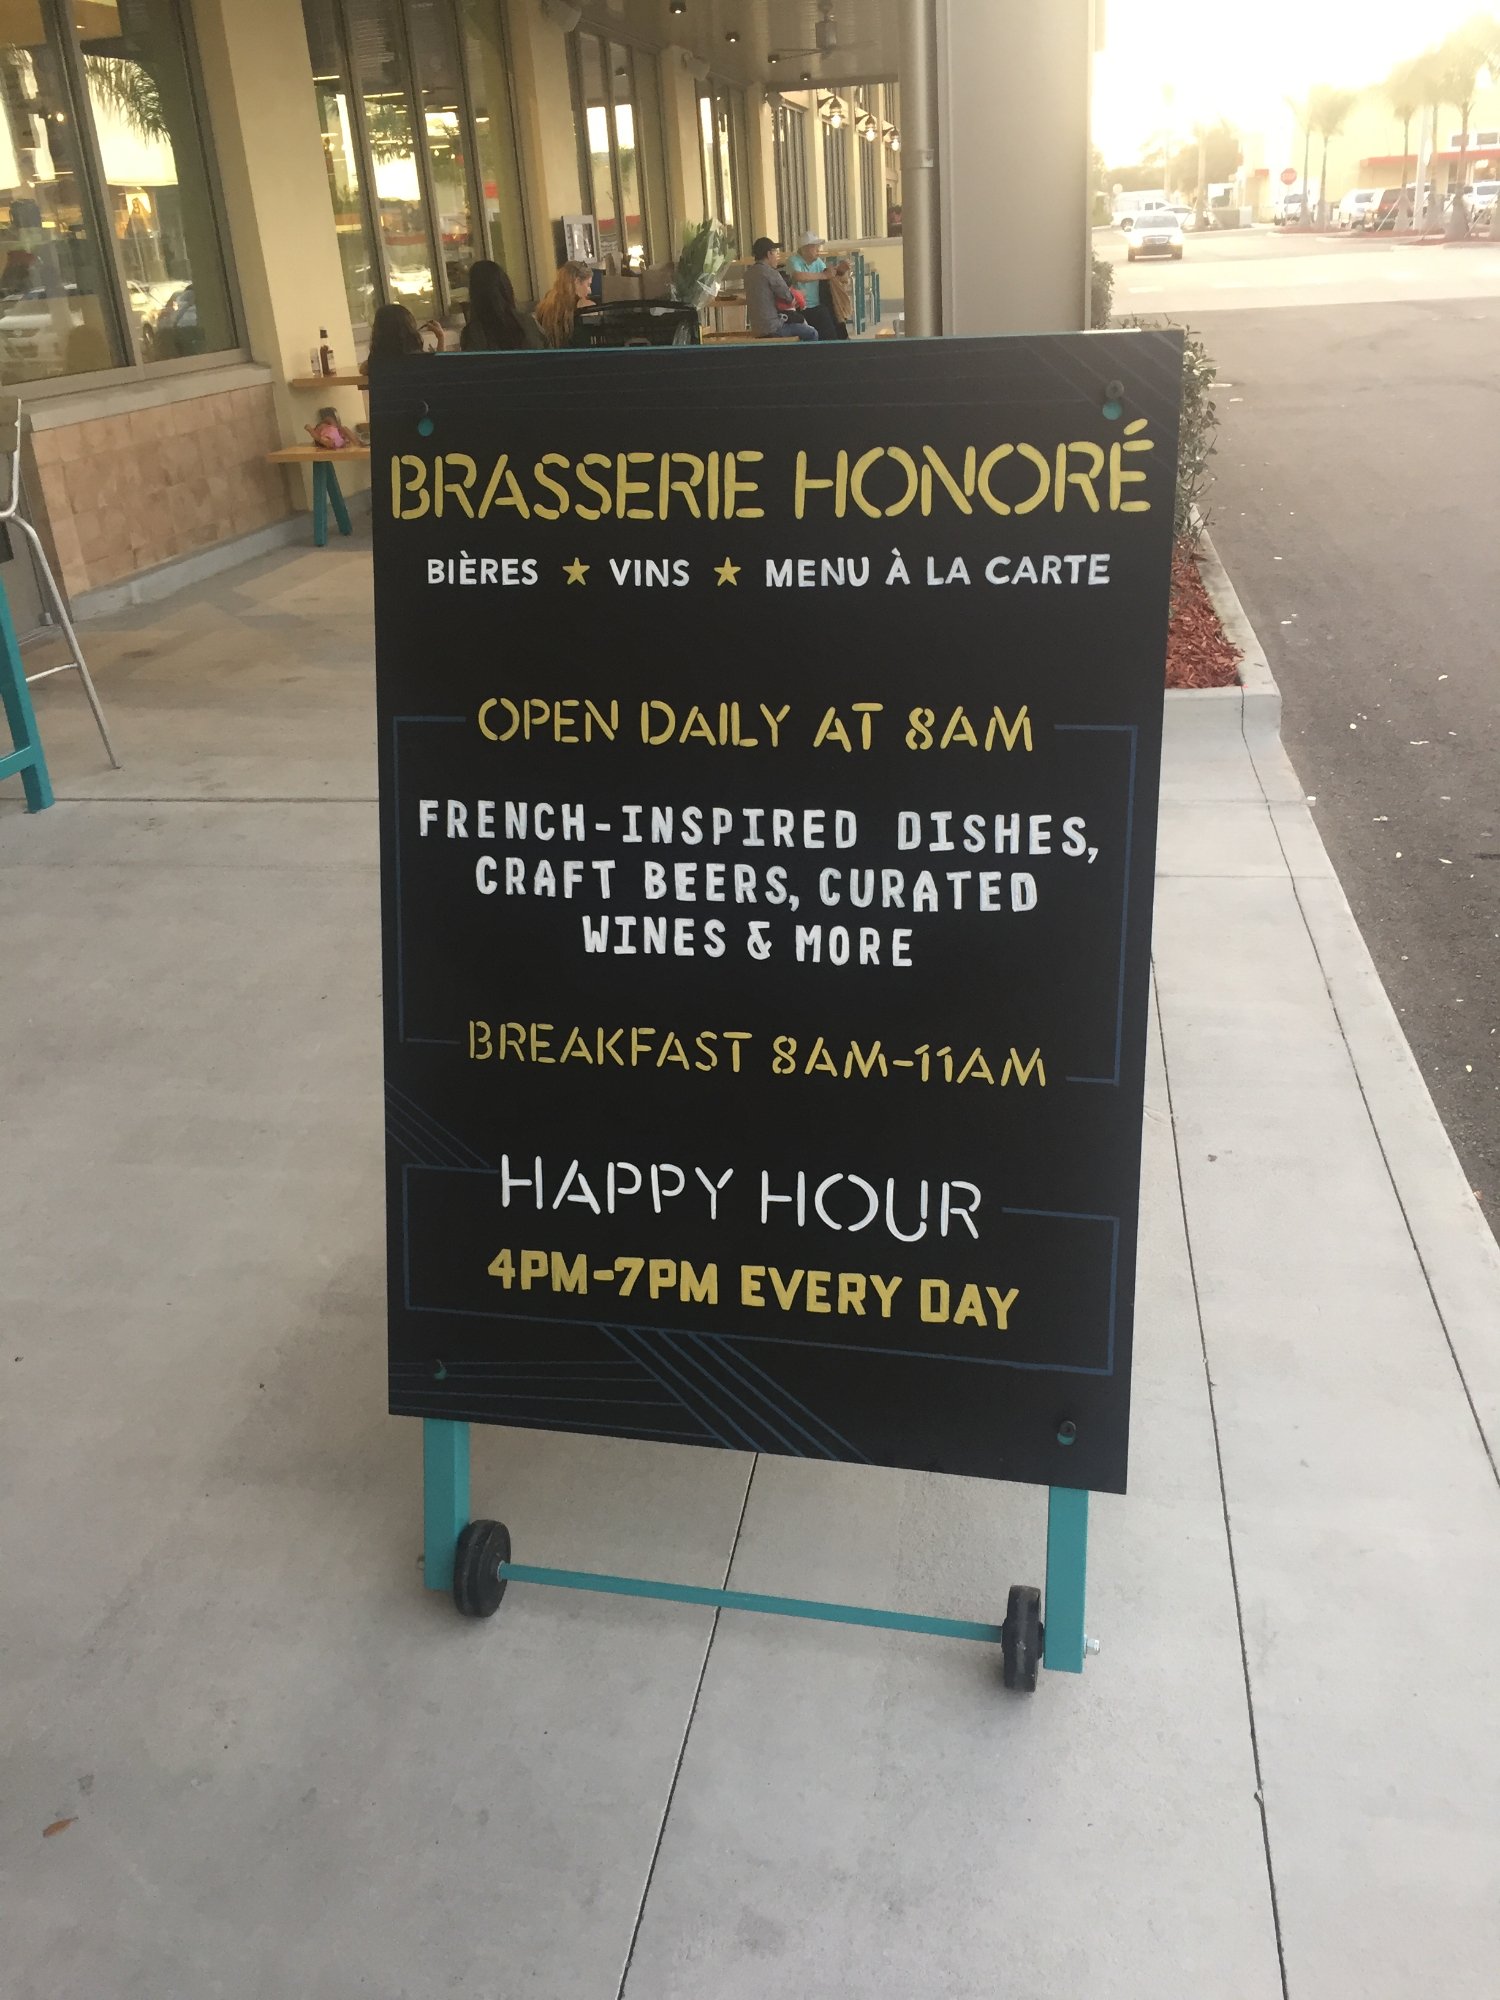 BRASSERIE HONORÉ
BIÈRES ★ VINS ★ MENU À LA CARTE
OPEN DAILY AT 8AM
FRENCH-INSPIRED DISHES,
CRAFT BEERS, CURATED
WINES & MORE
BREAKFAST 8AM-11AM
HAPPY HOUR
4PM-7PM EVERY DAY